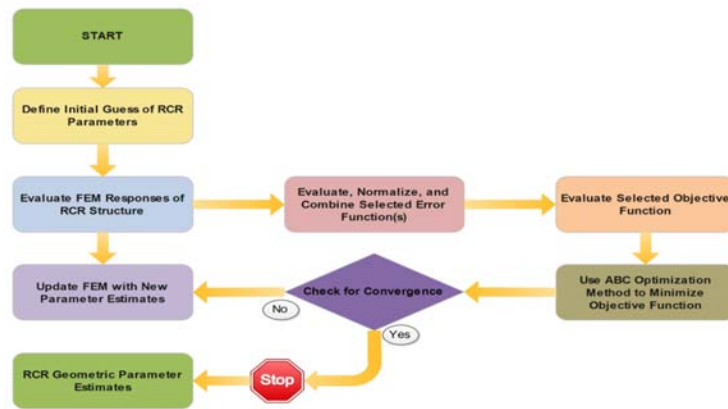 START
Define Initial Guess of RCR
Parameters
Evaluate FEM Responses of
RCR Structure
Evaluate, Normalize, and
Combine Selected Error
Function(s)
Evaluate Selected Objective
Function
Update FEM with New
Parameter Estimates
No
Check for Convergence
Yes
Use ABC Optimization
Method to Minimize
Objective Function
RCR Geometric Parameter
Estimates
Stop